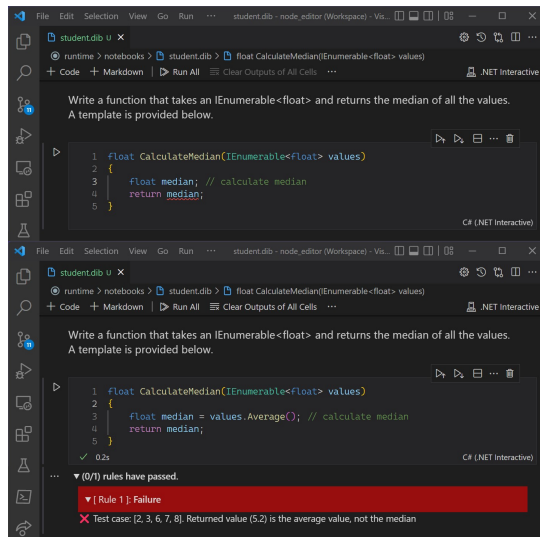 File Edit Selection View Go Run ··· student.dib - node_editor (Workspace) - Vis...
student.dib U
runtime > notebooks > student.dib > float CalculateMedian(IEnumerable<float> values)
+ Code + Markdown | Run All Clear Outputs of All Cells ··· .NET Interactive
Write a function that takes an IEnumerable<float> and returns the median of all the values.
A template is provided below.
11
1 float CalculateMedian(IEnumerable<float> values)
2 {
3 float median; // calculate median
4 return median;
5 }
C# (.NET Interactive)
File Edit Selection View Go Run ··· student.dib - node_editor (Workspace) - Vis...
student.dib U
runtime > notebooks > student.dib > float CalculateMedian(IEnumerable<float> values)
+ Code + Markdown | Run All Clear Outputs of All Cells ··· .NET Interactive
Write a function that takes an IEnumerable<float> and returns the median of all the values.
A template is provided below.
11
1 float CalculateMedian(IEnumerable<float> values)
2 {
3 float median = values.Average(); // calculate median
4 return median;
5 }
✓ 0.2s C# (.NET Interactive)
··· ▼ (0/1) rules have passed.
▼ [ Rule 1 ]: Failure
❌ Test case: [2, 3, 6, 7, 8]. Returned value (5.2) is the average value, not the median